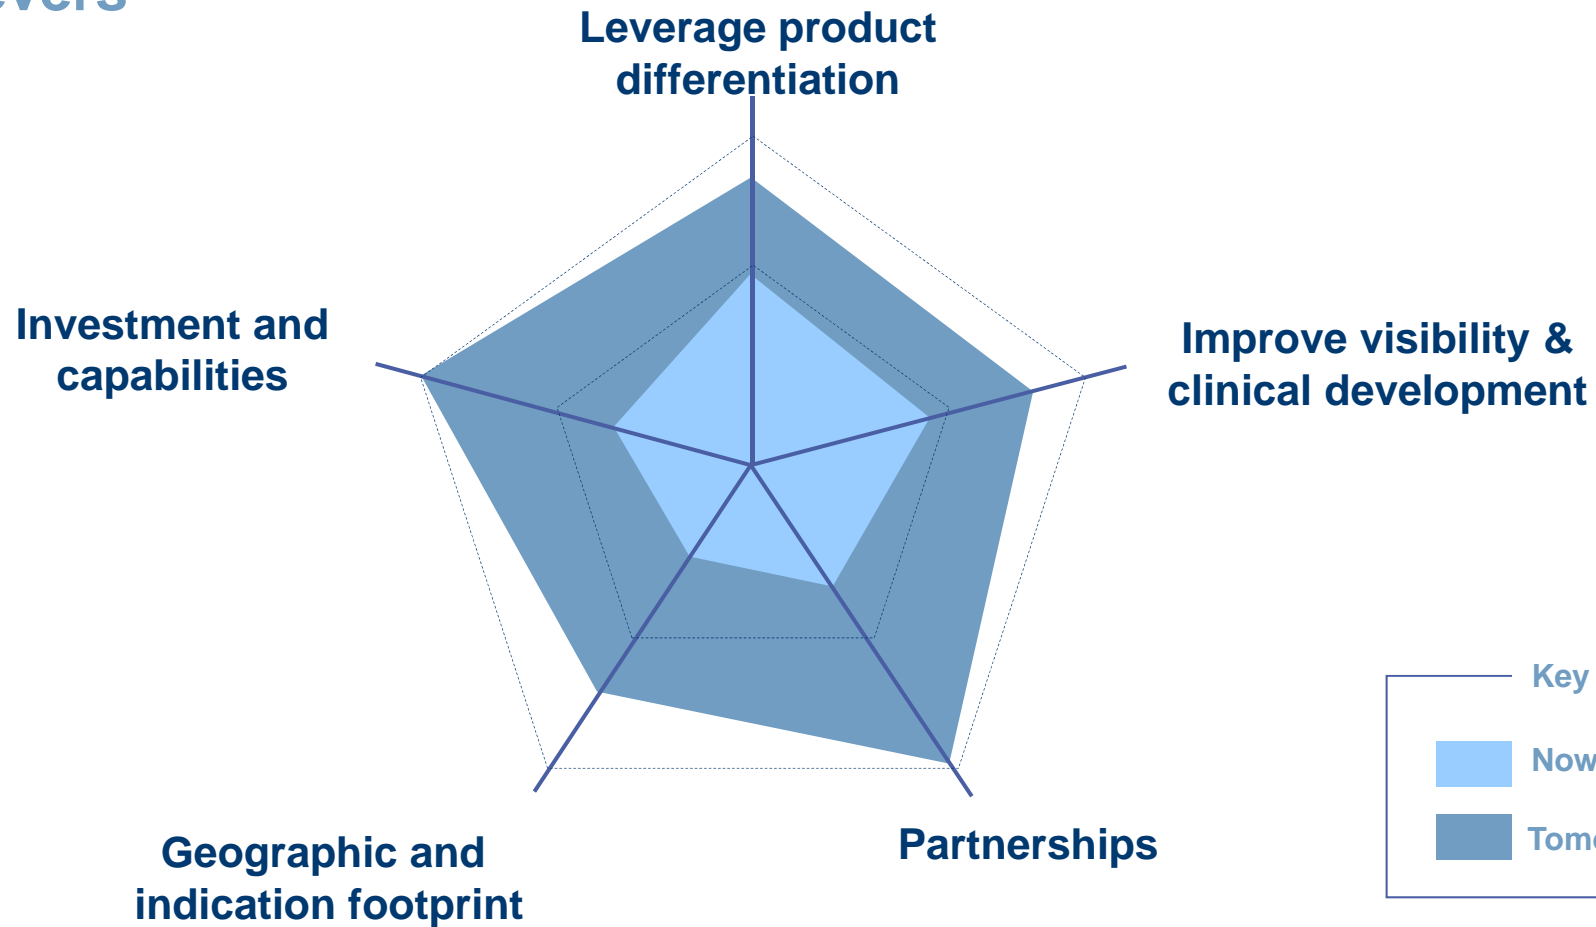 Leverage product
differentiation
Investment and
capabilities
Improve visibility &
clinical development
Geographic and
indication footprint
Partnerships
Key
Now